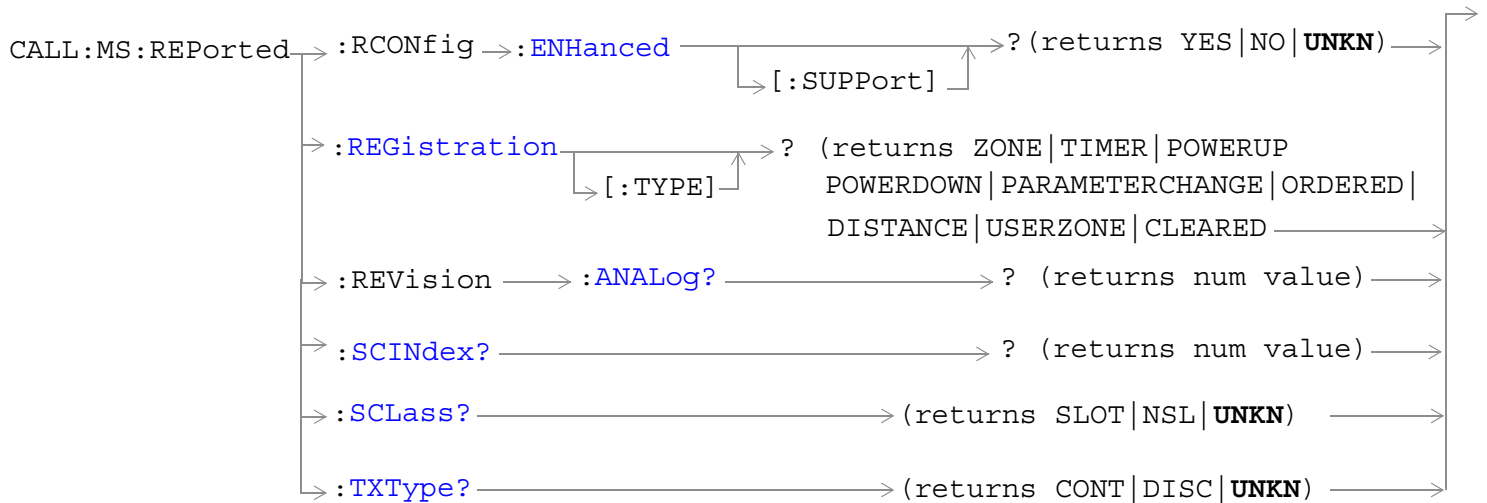 CALL:MS:REPorted :RCONfig :ENHanced ?(returns YES|NO|UNKN)
[:SUPPort]
:REGistration ? (returns ZONE|TIMER|POWERUP
[:TYPE] POWERDOWN|PARAMETERCHANGE|ORDERED|
DISTANCE|USERZONE|CLEARED
:REVision :ANALog? ? (returns num value)
:SCINdex? ? (returns num value)
:SCLass? (returns SLOT|NSL|UNKN)
:TXType? (returns CONT|DISC|UNKN)